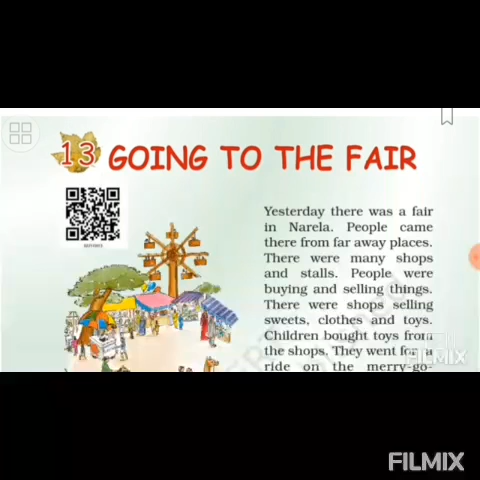 13 GOING TO THE FAIR
Yesterday there was a fair
in Narela. People came
there from far away places.
There were many shops
and stalls. People were
buying and selling things.
There were shops selling
sweets, clothes and toys.
Children bought toys from
the shops. They went for a
ride on the merry-go-
FILMIX
FILMIX